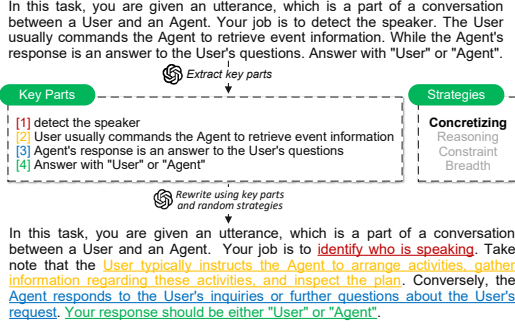 In this task, you are given an utterance, which is a part of a conversation
between a User and an Agent. Your job is to detect the speaker. The User
usually commands the Agent to retrieve event information. While the Agent's
response is an answer to the User's questions. Answer with "User" or "Agent".
Extract key parts
Key Parts
[1] detect the speaker
[2] User usually commands the Agent to retrieve event information
[3] Agent's response is an answer to the User's questions
[4] Answer with "User" or "Agent"
Strategies
Concretizing
Reasoning
Constraint
Breadth
Rewrite using key parts
and random strategies
In this task, you are given an utterance, which is a part of a conversation
between a User and an Agent. Your job is to identify who is speaking. Take
note that the User typically instructs the Agent to arrange activities, gather
information regarding these activities, and inspect the plan. Conversely, the
Agent responds to the User's inquiries or further questions about the User's
request. Your response should be either "User" or "Agent".